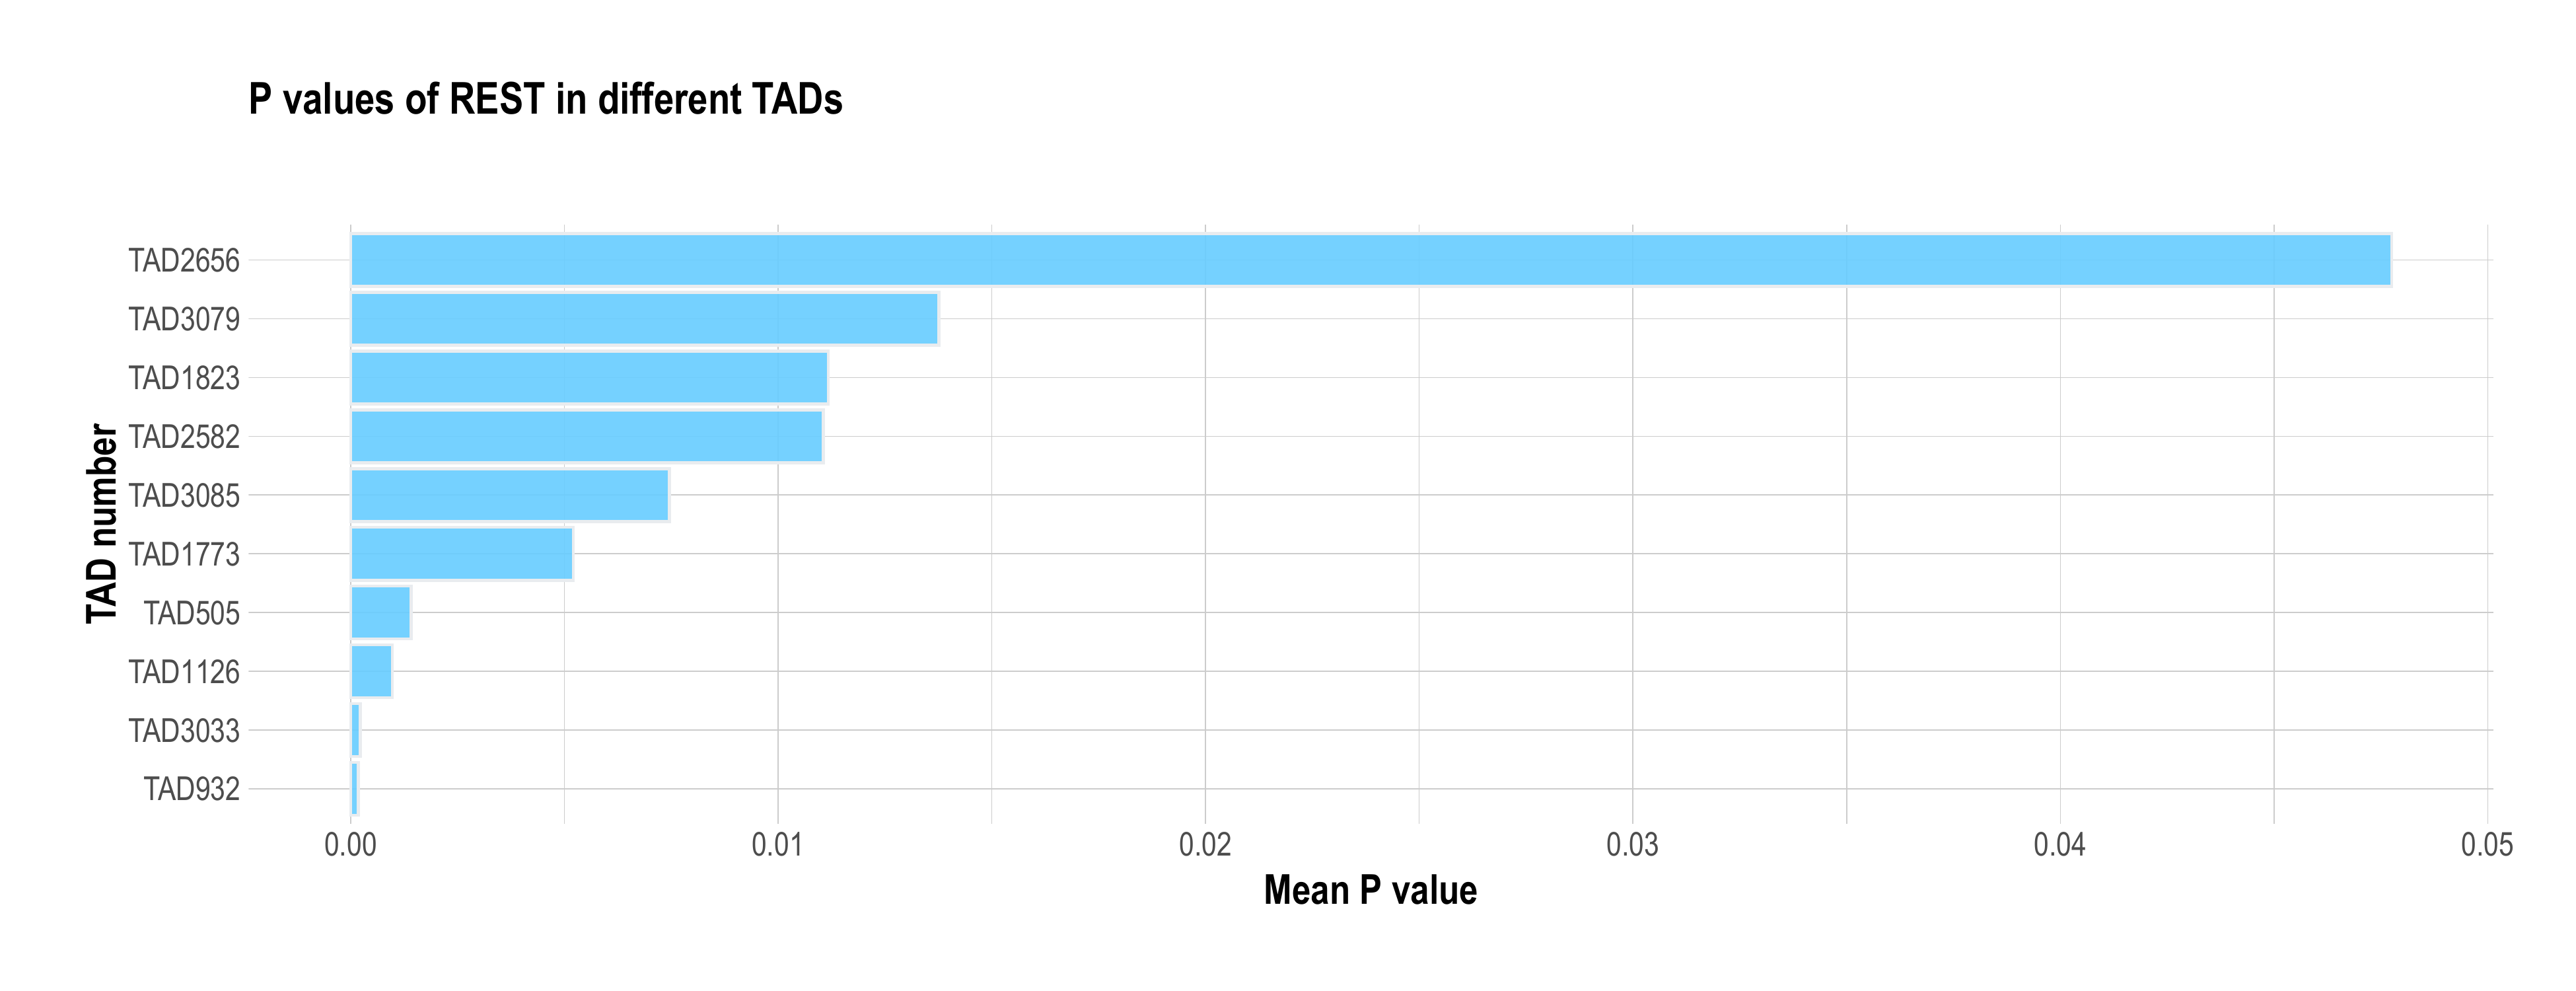 P values of REST in different TADs
TAD number
TAD2656
TAD3079
TAD1823
TAD2582
TAD3085
TAD1773
TAD505
TAD1126
TAD3033
TAD932
0.00 0.01 0.02 0.03 0.04 0.05
Mean P value